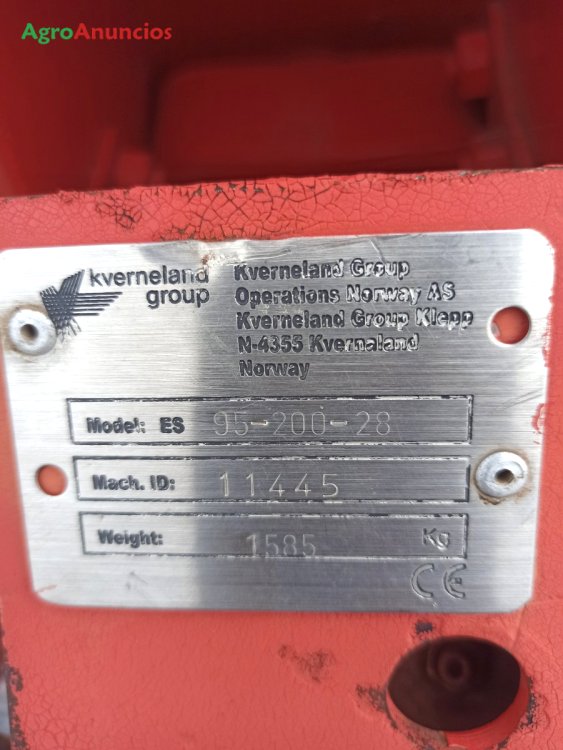 AgroAnuncios
kverneland
group
Kverneland Group
Operations Norway AS
Kverneland Group Klepp
N-4355 Kvernaland
Norway
Model: ES 95-200-28
Mach. ID: 11445
Weight: 1585 Kg
CE